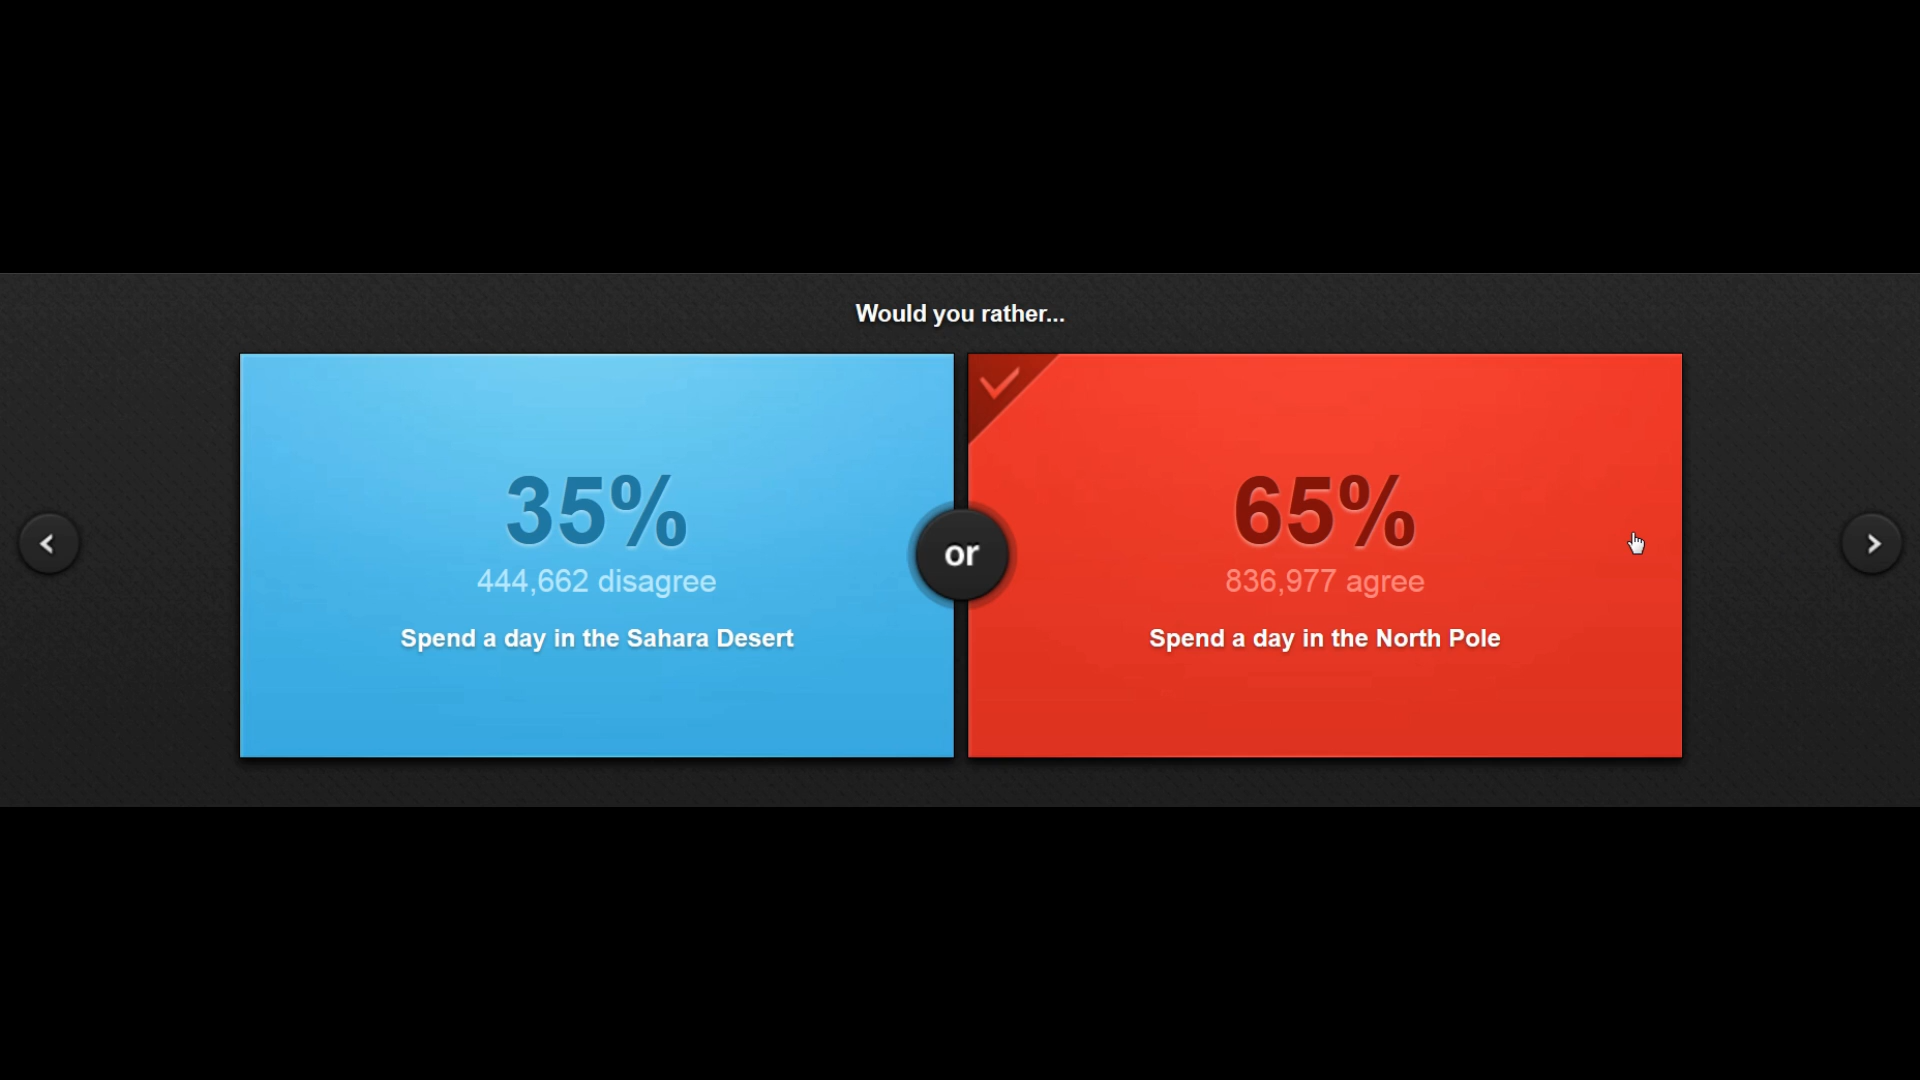 Would you rather...
35%
444,662 disagree
Spend a day in the Sahara Desert
or
65%
836,977 agree
Spend a day in the North Pole